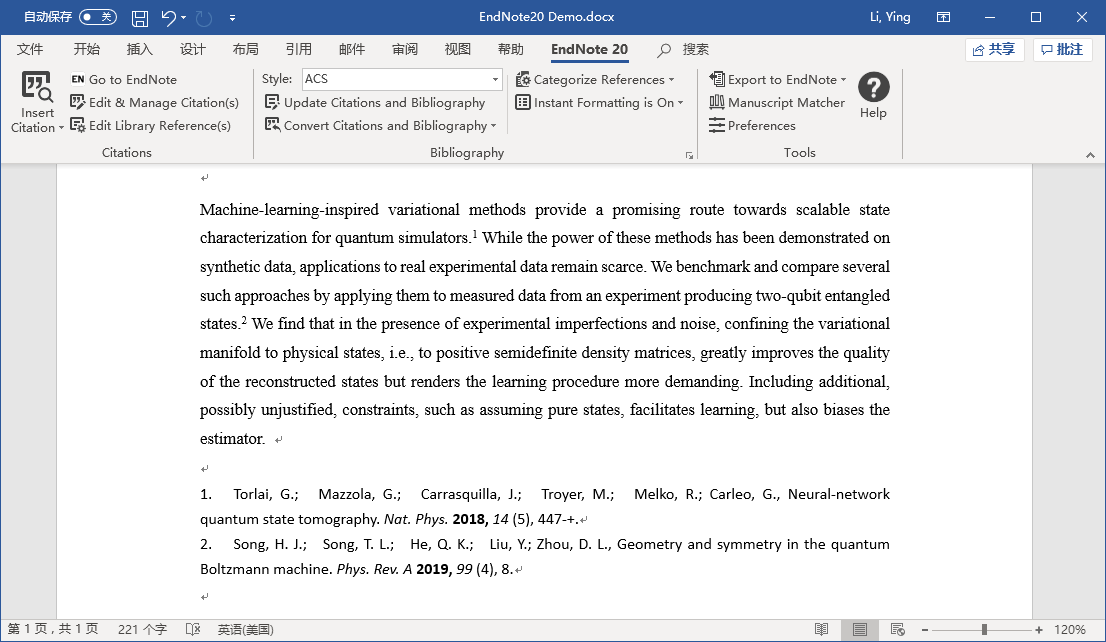 自动保存 关 EndNote20 Demo.docx Li, Ying
文件 开始 插入 设计 布局 引用 邮件 审阅 视图 帮助 EndNote 20 搜索 共享 批注
Insert Citation
EN Go to EndNote
Edit & Manage Citation(s)
Edit Library Reference(s)
Citations
Style: ACS
Update Citations and Bibliography
Convert Citations and Bibliography
Categorize References
Instant Formatting is On
Bibliography
Export to EndNote
Manuscript Matcher
Preferences
? Help
Tools
Machine-learning-inspired variational methods provide a promising route towards scalable state
characterization for quantum simulators.¹ While the power of these methods has been demonstrated on
synthetic data, applications to real experimental data remain scarce. We benchmark and compare several
such approaches by applying them to measured data from an experiment producing two-qubit entangled
states.² We find that in the presence of experimental imperfections and noise, confining the variational
manifold to physical states, i.e., to positive semidefinite density matrices, greatly improves the quality
of the reconstructed states but renders the learning procedure more demanding. Including additional,
possibly unjustified, constraints, such as assuming pure states, facilitates learning, but also biases the
estimator.
1. Torlai, G.; Mazzola, G.; Carrasquilla, J.; Troyer, M.; Melko, R.; Carleo, G., Neural-network
quantum state tomography. Nat. Phys. 2018, 14 (5), 447-+.
2. Song, H. J.; Song, T. L.; He, Q. K.; Liu, Y.; Zhou, D. L., Geometry and symmetry in the quantum
Boltzmann machine. Phys. Rev. A 2019, 99 (4), 8.
第 1 页，共 1 页 221 个字 英语(美国) 120%